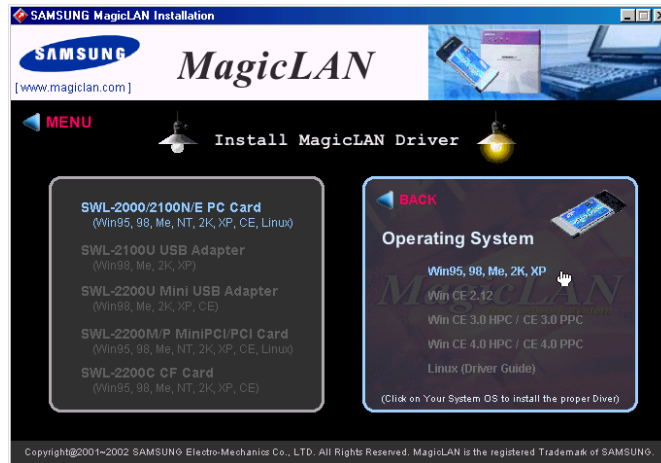 SAMSUNG MagicLAN Installation
SAMSUNG
MagicLAN
[ www.magiclan.com ]
MENU
Install MagicLAN Driver
SWL-2000/2100N/E PC Card
(Win95, 98, Me, NT, 2K, XP, CE, Linux)
SWL-2100U USB Adapter
(Win98, Me, 2K, XP)
SWL-2200U Mini USB Adapter
(Win98, Me, 2K, XP, CE)
SWL-2200M/P MiniPCI/PCI Card
(Win95, 98, Me, NT, 2K, XP, CE, Linux)
SWL-2200C CF Card
(Win95, 98, Me, NT, 2K, XP, CE)
BACK
Operating System
Win95, 98, Me, 2K, XP
MagicLAN
Win CE 2.12
Win CE 3.0 HPC / CE 3.0 PPC
Win CE 4.0 HPC / CE 4.0 PPC
Linux (Driver Guide)
(Click on Your System OS to install the proper Diver)
Copyright@2001~2002 SAMSUNG Electro-Mechanics Co., LTD. All Rights Reserved. MagicLAN is the registered Trademark of SAMSUNG.